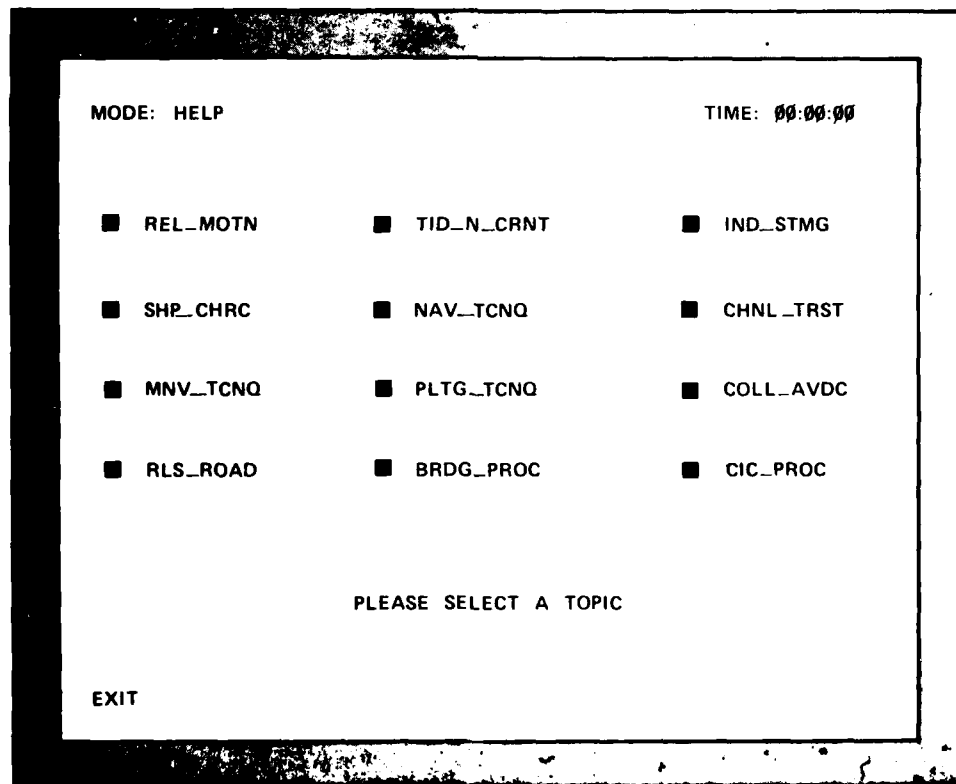 MODE: HELP TIME: 00:00:00
■ REL_MOTN ■ TID_N_CRNT ■ IND_STMG
■ SHP_CHRC ■ NAV_TCNQ ■ CHNL_TRST
■ MNV_TCNQ ■ PLTG_TCNQ ■ COLL_AVDC
■ RLS_ROAD ■ BRDG_PROC ■ CIC_PROC
PLEASE SELECT A TOPIC
EXIT